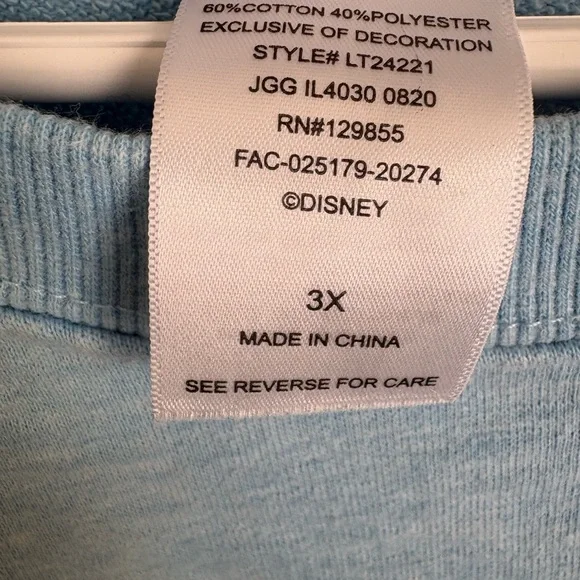 60%COTTON 40%POLYESTER
EXCLUSIVE OF DECORATION
STYLE# LT24221
JGG IL4030 0820
RN#129855
FAC-025179-20274
©DISNEY
3X
MADE IN CHINA
SEE REVERSE FOR CARE